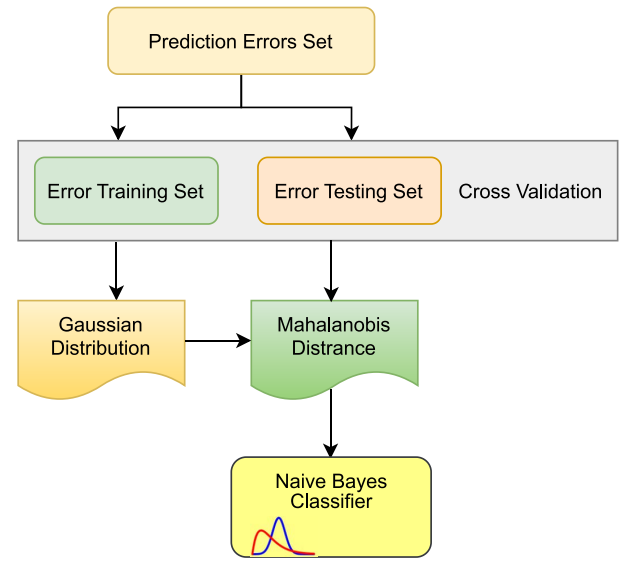 Prediction Errors Set
Error Training Set
Error Testing Set
Cross Validation
Gaussian
Distribution
Mahalanobis
Distrance
Naive Bayes
Classifier